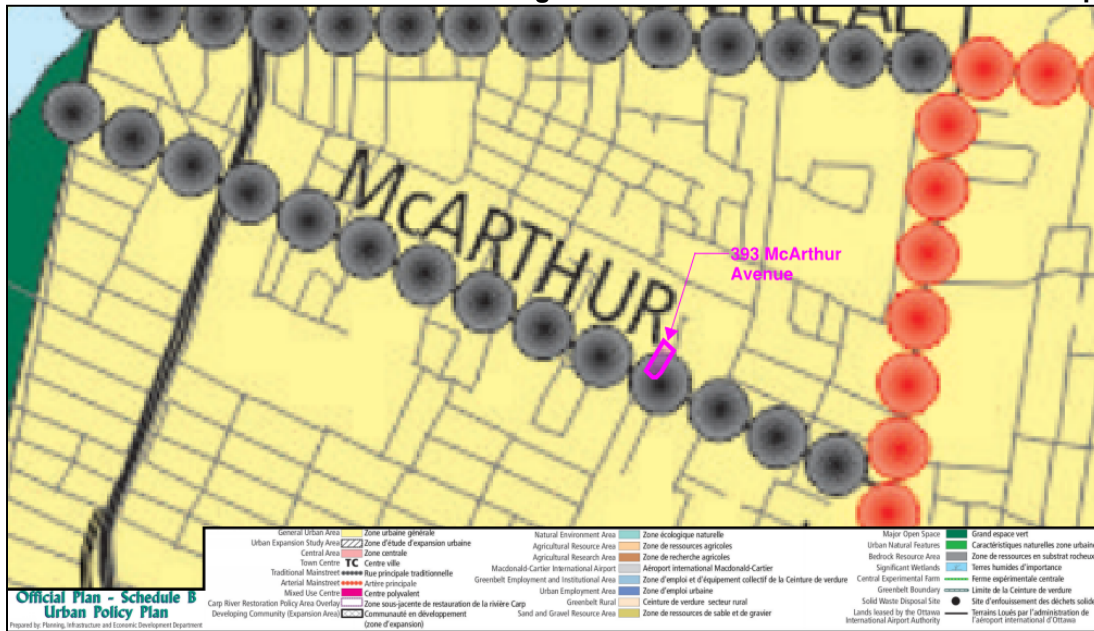 McARTHUR
393 McArthur
Avenue
General Urban Area Zone urbaine générale
Urban Expansion Study Area Zone d'étude d'expansion urbaine
Central Area Zone centrale
Town Centre TC Centre ville
Traditional Mainstreet Rue principale traditionnelle
Arterial Mainstreet Artère principale
Mixed Use Centre Centre polyvalent
Carp River Restoration Policy Area Overlay Zone sous-jacente de restauration de la rivière Carp
Developing Community (Expansion Area) Communauté en développement
(zone d'expansion)
Natural Environment Area Zone écologique naturelle
Agricultural Resource Area Zone de ressources agricoles
Agricultural Research Area Zone de recherche agricoles
Macdonald-Cartier International Airport Aéroport international Macdonald-Cartier
Greenbelt Employment and Institutional Area Zone d'emploi et d'équipement collectif de la Ceinture de verdure
Urban Employment Area Zone d'emploi urbaine
Greenbelt Rural Ceinture de verdure secteur rural
Sand and Gravel Resource Area Zone de ressources de sable et de gravier
Major Open Space Grand espace vert
Urban Natural Features Caractéristiques naturelles zone urbaine
Bedrock Resource Area Zone de ressources en substrat rocheux
Significant Wetlands Terres humides d'importance
Central Experimental Farm Ferme expérimentale centrale
Greenbelt Boundary Limite de la Ceinture de verdure
Solid Waste Disposal Site Site d'enfouissement des déchets solides
Lands leased by the Ottawa Terrains Loués par l'administration de
International Airport Authority l'aéroport international d'Ottawa
Official Plan - Schedule B
Urban Policy Plan
Prepared by: Planning, Infrastructure and Economic Development Department